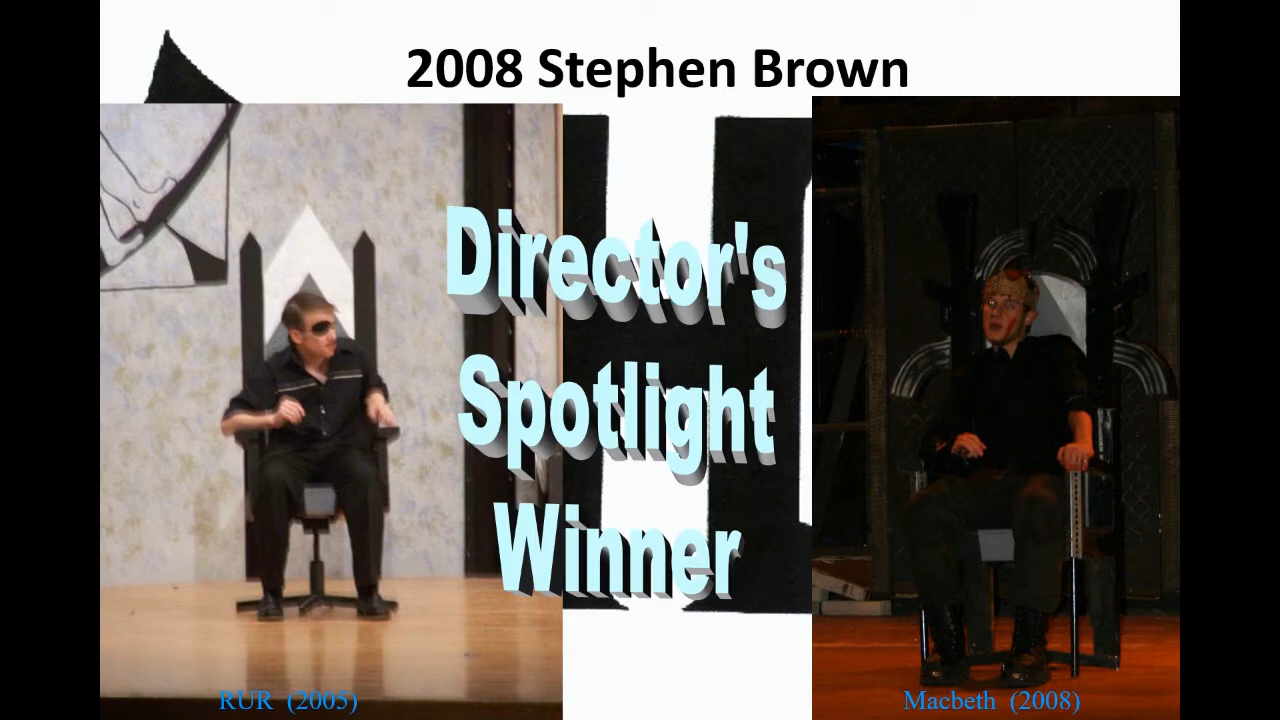 2008 Stephen Brown
Director's
Spotlight
Winner
RUR  (2005)
Macbeth  (2008)